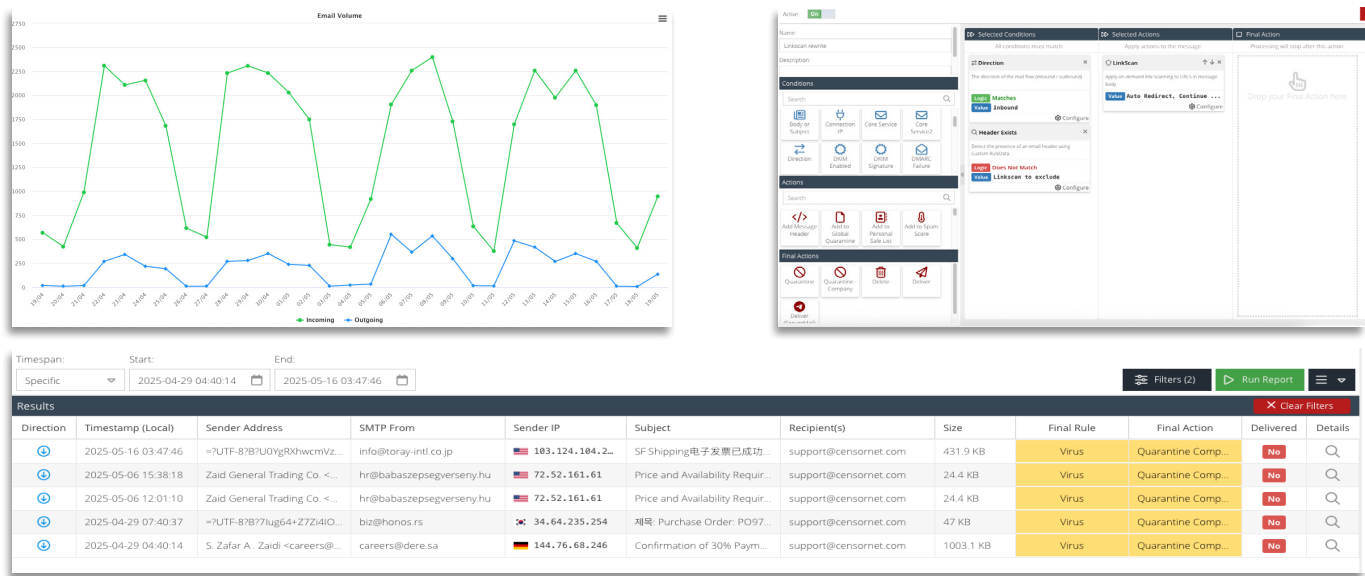 Email Volume
2750
2500
2250
2000
1750
1500
1250
1000
750
500
250
0
19/04 20/04 21/04 22/04 23/04 24/04 25/04 26/04 27/04 28/04 29/04 30/04 01/05 02/05 03/05 04/05 05/05 06/05 07/05 08/05 09/05 10/05 11/05 12/05 13/05 14/05 15/05 16/05 17/05 18/05 19/05
Incoming Outgoing
Active: On
Name:
Linkscan rewrite
Description:
Conditions
Search
Body or Subject
Connection IP
Core Service
Core Service2
Direction
DKIM Enabled
DKIM Signature
DMARC Failure
Actions
Search
Add Message Header
Add to Global Quarantine
Add to Personal Safe List
Add to Spam Score
Final Actions
Quarantine
Quarantine - Company
Delete
Deliver
Deliver
Selected Conditions
All conditions must match
Direction
The direction of the mail flow (inbound / outbound)
Logic Matches
Value Inbound
Configure
Header Exists
Detect the presence of an email header using
Custom RuleData.
Logic Does Not Match
Value Linkscan to exclude
Configure
Selected Actions
Apply actions to the message
LinkScan
Apply on-demand link scanning to URLS in message
body
Value Auto Redirect, Continue ...
Configure
Final Action
Processing will stop after this action
Drop your Final Action here
Timespan: Start: End:
Specific 2025-04-29 04:40:14 2025-05-16 03:47:46 Filters (2) Run Report
Results Clear Filters
Direction Timestamp (Local) Sender Address SMTP From Sender IP Subject Recipient(s) Size Final Rule Final Action Delivered Details
2025-05-16 03:47:46 =?UTF-8?B?U0YgRXhwcmVz... info@toray-intl.co.jp 103.124.104.2... SF Shipping电子发票已成功... support@censornet.com 431.9 KB Virus Quarantine Comp... No
2025-05-06 15:38:18 Zaid General Trading Co. <... hr@babaszepsegverseny.hu 72.52.161.61 Price and Availability Requir... support@censornet.com 24.4 KB Virus Quarantine Comp... No
2025-05-06 12:01:10 Zaid General Trading Co. <... hr@babaszepsegverseny.hu 72.52.161.61 Price and Availability Requir... support@censornet.com 24.4 KB Virus Quarantine Comp... No
2025-04-29 07:40:37 =?UTF-8?B?7lug64+Z7Zi4IO... biz@honos.rs 34.64.235.254 제목: Purchase Order: PO97... support@censornet.com 47 KB Virus Quarantine Comp... No
2025-04-29 04:40:14 S. Zafar A . Zaidi <careers@... careers@dere.sa 144.76.68.246 Confirmation of 30% Paym... support@censornet.com 1003.1 KB Virus Quarantine Comp... No